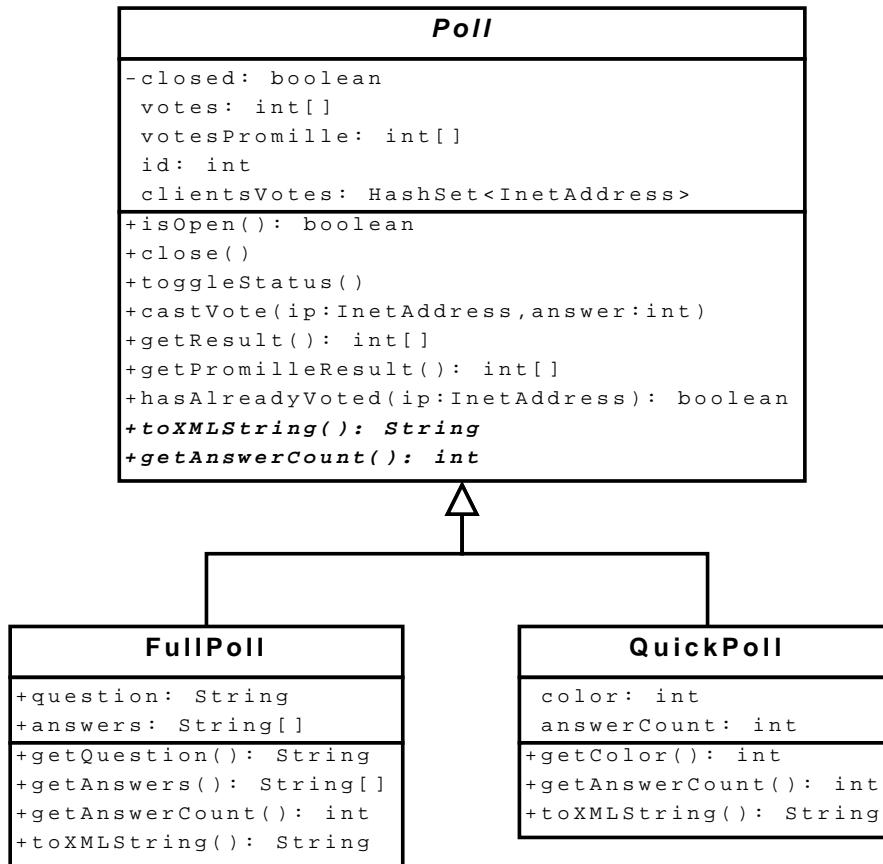 Poll
-closed: boolean
votes: int[]
votesPromille: int[]
id: int
clientsVotes: HashSet<InetAddress>
+isOpen(): boolean
+close()
+toggleStatus()
+castVote(ip:InetAddress,answer:int)
+getResult(): int[]
+getPromilleResult(): int[]
+hasAlreadyVoted(ip:InetAddress): boolean
+toXMLString(): String
+getAnswerCount(): int
FullPoll
+question: String
+answers: String[]
+getQuestion(): String
+getAnswers(): String[]
+getAnswerCount(): int
+toXMLString(): String
QuickPoll
color: int
answerCount: int
+getColor(): int
+getAnswerCount(): int
+toXMLString(): String